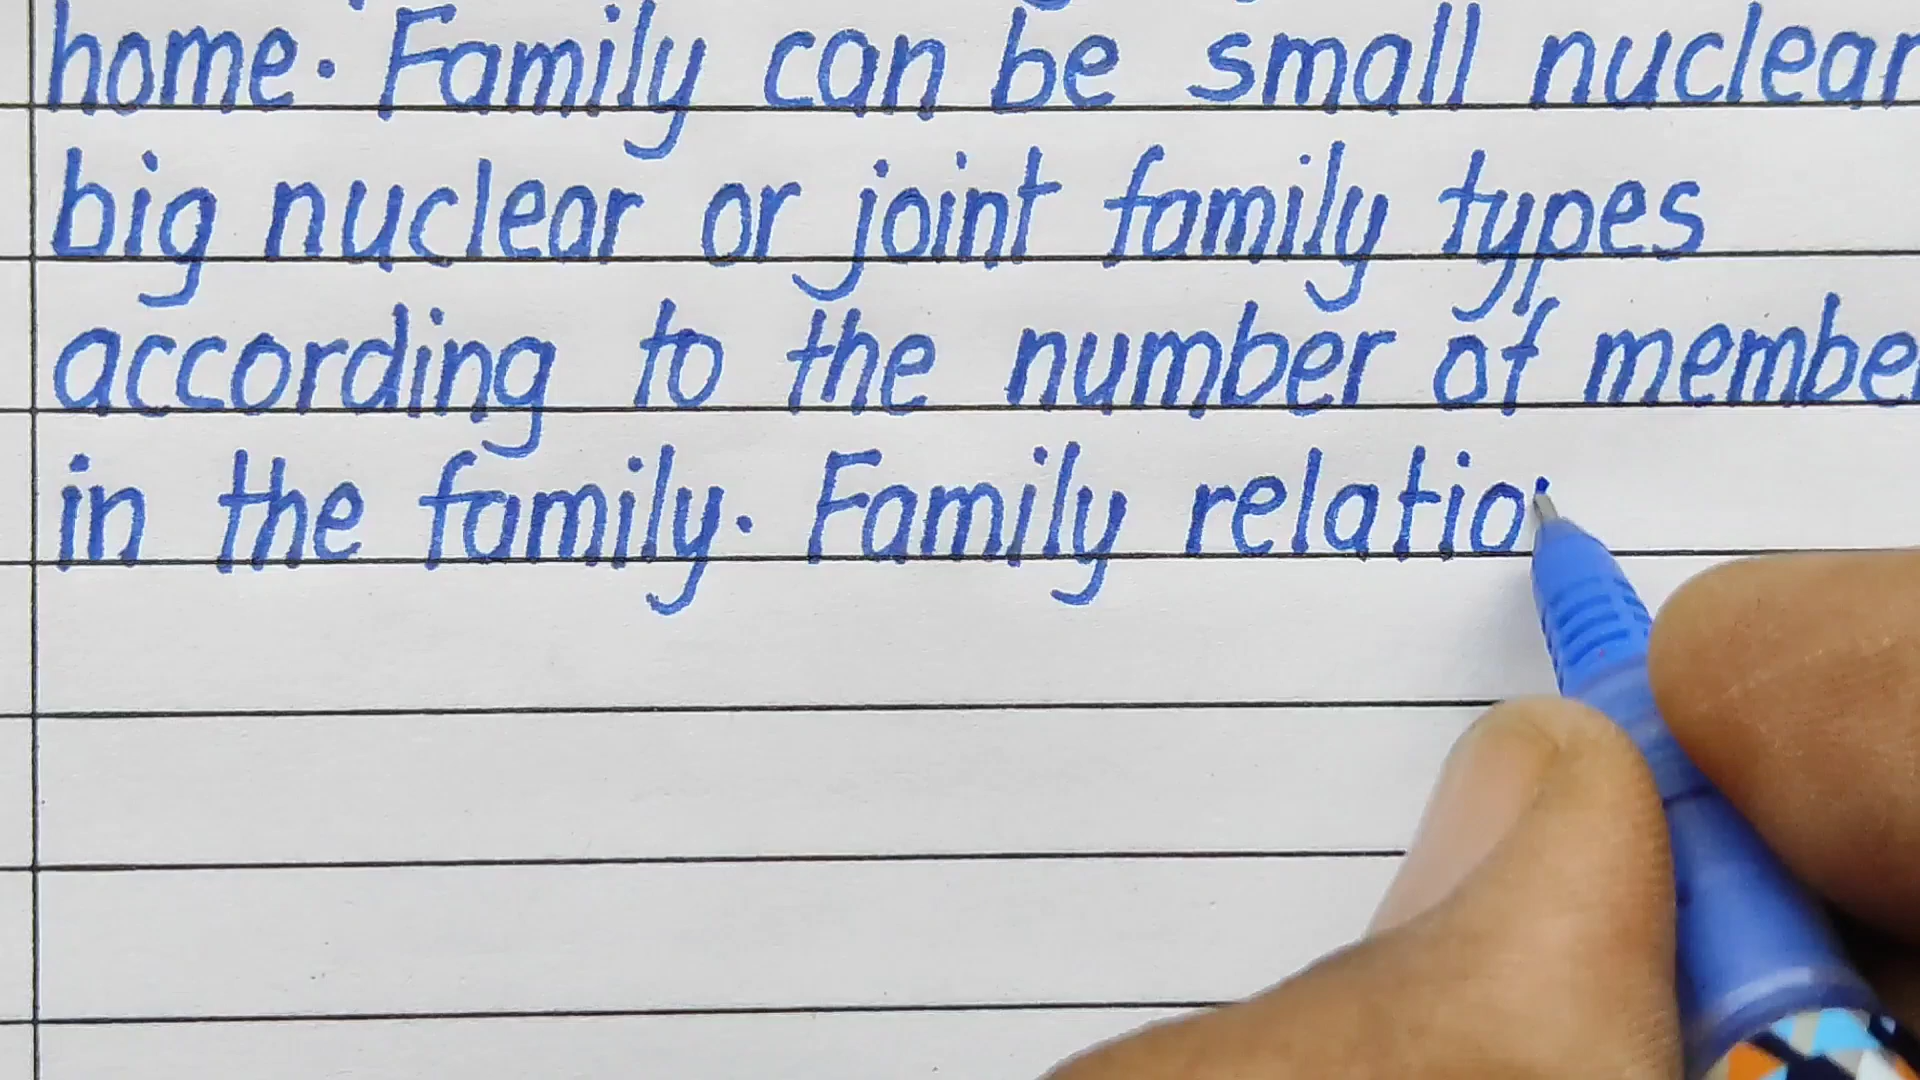 home. Family can be small nuclear
big nuclear or joint family types
according to the number of member
in the family. Family relatio